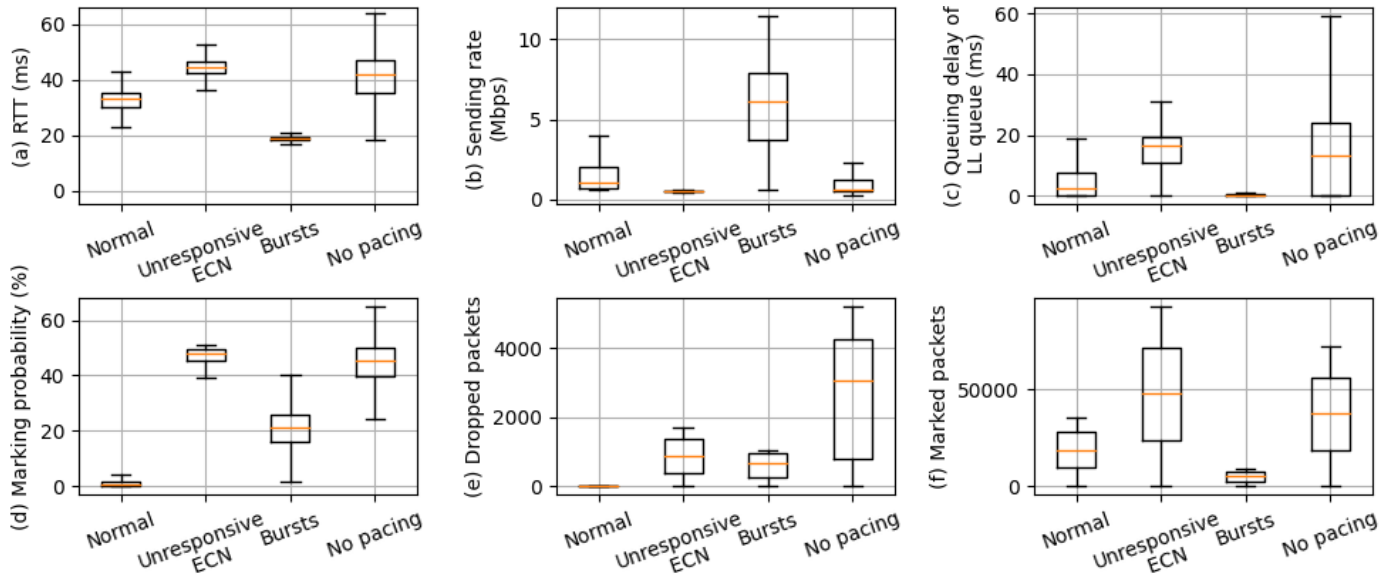 (a) RTT (ms)
60
40
20
0
Normal
Unresponsive
ECN
Bursts
No pacing
(b) Sending rate
(Mbps)
10
5
0
Normal
Unresponsive
ECN
Bursts
No pacing
(c) Queuing delay of
LL queue (ms)
60
40
20
0
Normal
Unresponsive
ECN
Bursts
No pacing
(d) Marking probability (%)
60
40
20
0
Normal
Unresponsive
ECN
Bursts
No pacing
(e) Dropped packets
4000
2000
0
Normal
Unresponsive
ECN
Bursts
No pacing
(f) Marked packets
50000
0
Normal
Unresponsive
ECN
Bursts
No pacing